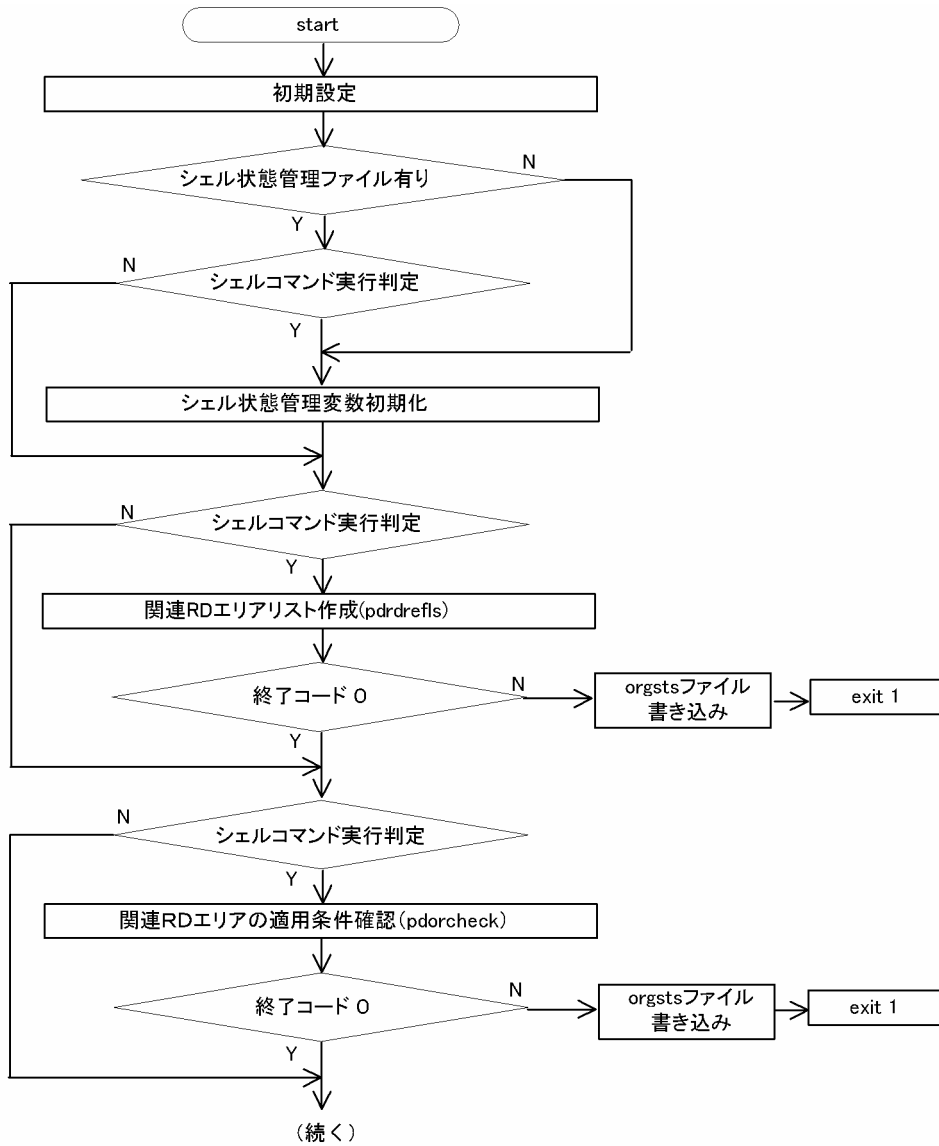 start
初期設定
シェル状態管理ファイル有り
N
Y
N
シェルコマンド実行判定
Y
シェル状態管理変数初期化
N
シェルコマンド実行判定
Y
関連RDエリアリスト作成(pdrdrefls)
終了コード 0
N
orgstsファイル
書き込み
exit 1
Y
N
シェルコマンド実行判定
Y
関連RDエリアの適用条件確認(pdorcheck)
終了コード 0
N
orgstsファイル
書き込み
exit 1
Y
(続く)